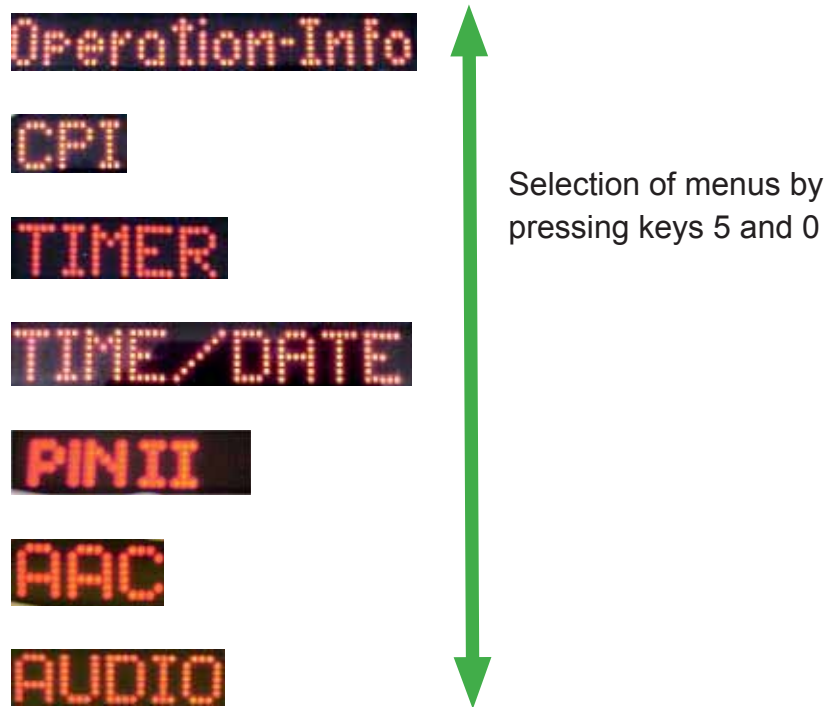 Operation-Info
CPI
Selection of menus by
pressing keys 5 and 0
TIMER
TIME/DATE
PINII
AAC
AUDIO